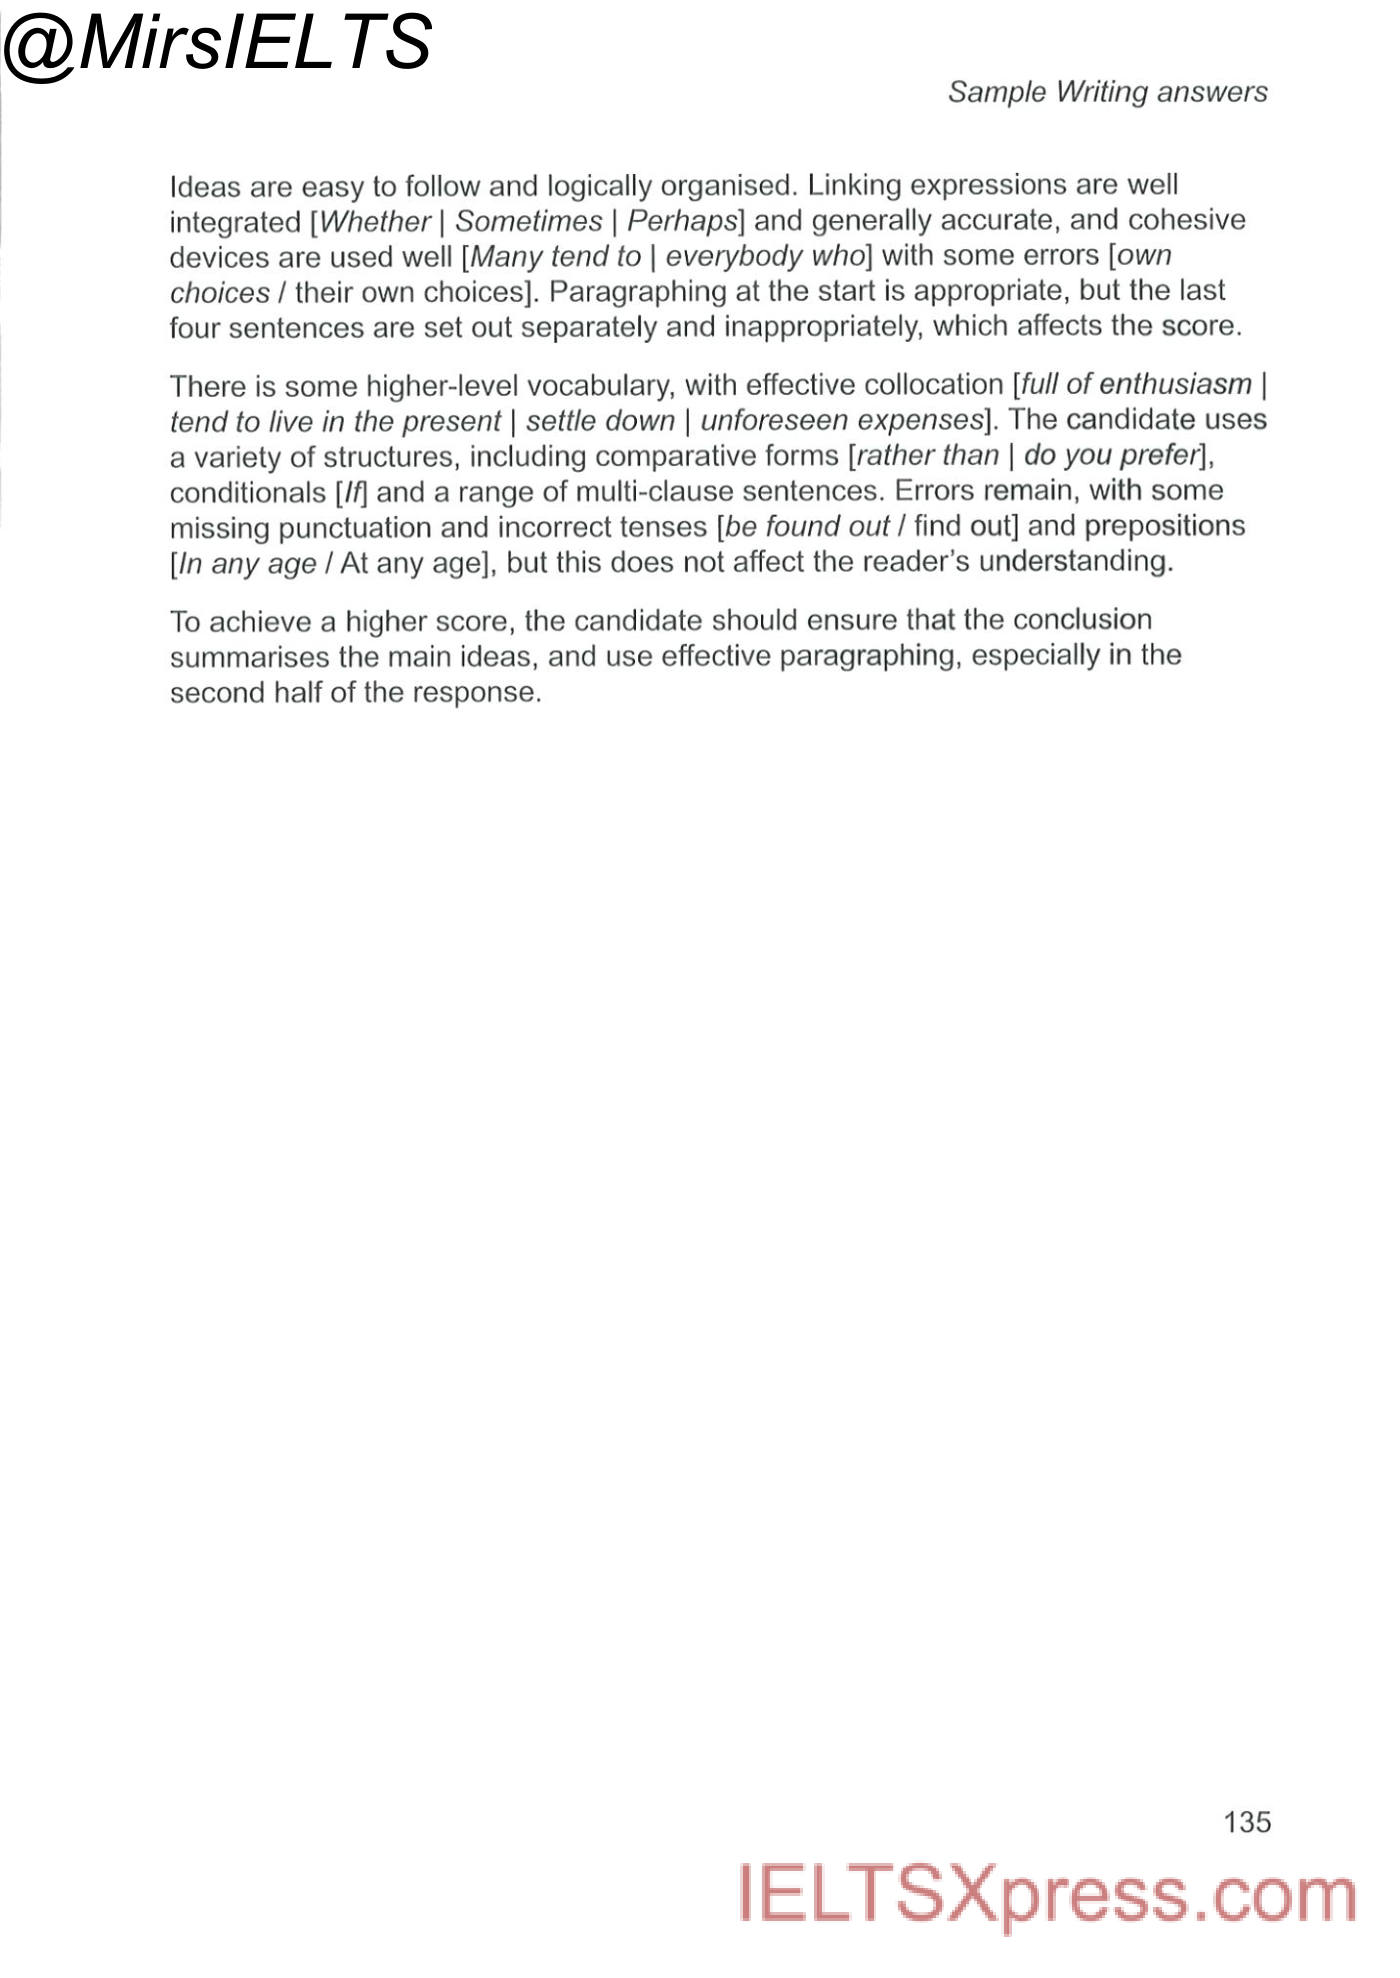 @MirsIELTS
Sample Writing answers
Ideas are easy to follow and logically organised. Linking expressions are well
integrated [Whether | Sometimes | Perhaps] and generally accurate, and cohesive
devices are used well [Many tend to | everybody who] with some errors [own
choices / their own choices]. Paragraphing at the start is appropriate, but the last
four sentences are set out separately and inappropriately, which affects the score.
There is some higher-level vocabulary, with effective collocation [full of enthusiasm |
tend to live in the present | settle down | unforeseen expenses]. The candidate uses
a variety of structures, including comparative forms [rather than | do you prefer],
conditionals [If] and a range of multi-clause sentences. Errors remain, with some
missing punctuation and incorrect tenses [be found out / find out] and prepositions
[In any age / At any age], but this does not affect the reader's understanding.
To achieve a higher score, the candidate should ensure that the conclusion
summarises the main ideas, and use effective paragraphing, especially in the
second half of the response.
135
IELTSXpress.com